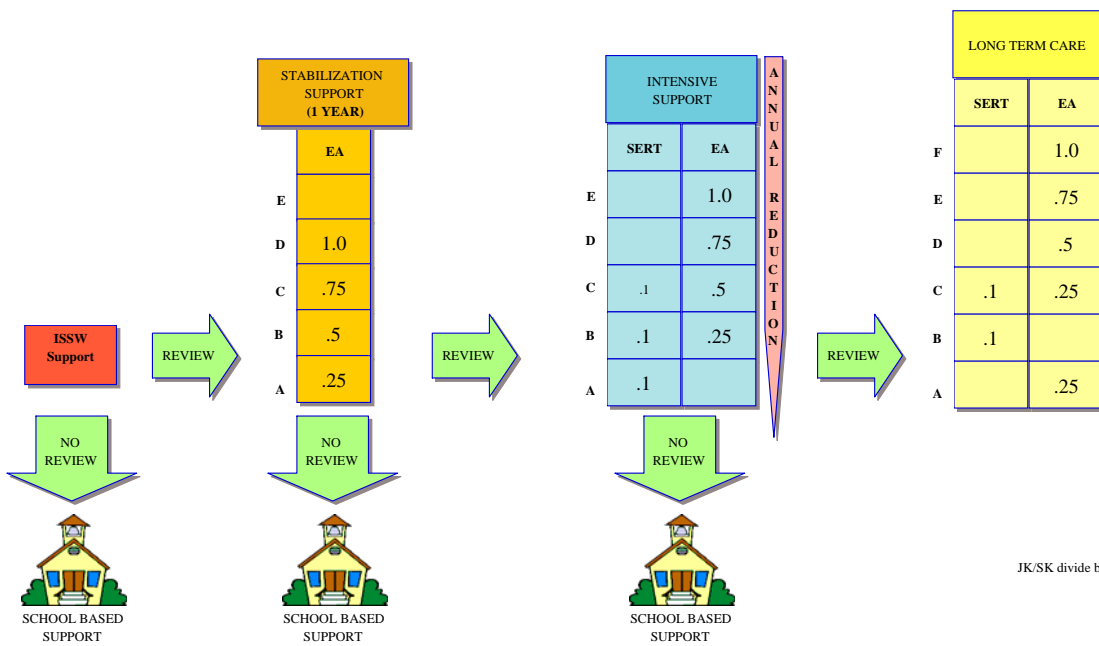 ISSW
Support
REVIEW
NO
REVIEW
SCHOOL BASED
SUPPORT
STABILIZATION
SUPPORT
(1 YEAR)
EA
E
D 1.0
C .75
B .5
A .25
REVIEW
NO
REVIEW
SCHOOL BASED
SUPPORT
INTENSIVE
SUPPORT
SERT EA
E 1.0
D .75
C .1 .5
B .1 .25
A .1
ANNUAL REDUCTION
NO
REVIEW
SCHOOL BASED
SUPPORT
REVIEW
LONG TERM CARE
SERT EA
F 1.0
E .75
D .5
C .1 .25
B .1
A .25
JK/SK divide b